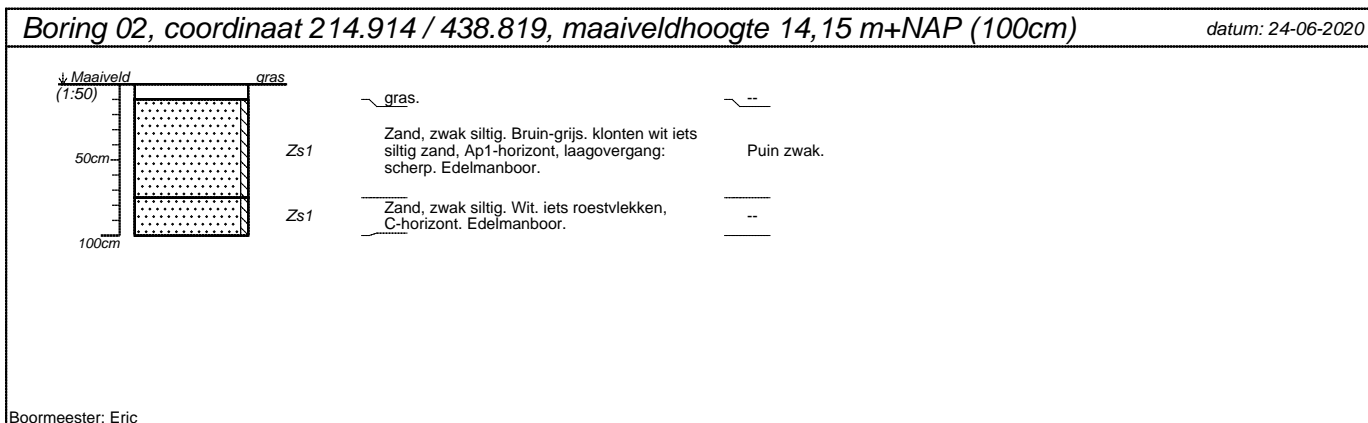 Boring 02, coordinaat 214.914 / 438.819, maaiveldhoogte 14,15 m+NAP (100cm)
datum: 24-06-2020
Maaiveld
gras
(1:50)
gras.
--
50cm
Zs1
Zand, zwak siltig. Bruin-grijs. klonten wit iets
siltig zand, Ap1-horizont, laagovergang:
scherp. Edelmanboor.
Puin zwak.
Zs1
Zand, zwak siltig. Wit. iets roestvlekken,
C-horizont. Edelmanboor.
--
100cm
Boormeester: Eric